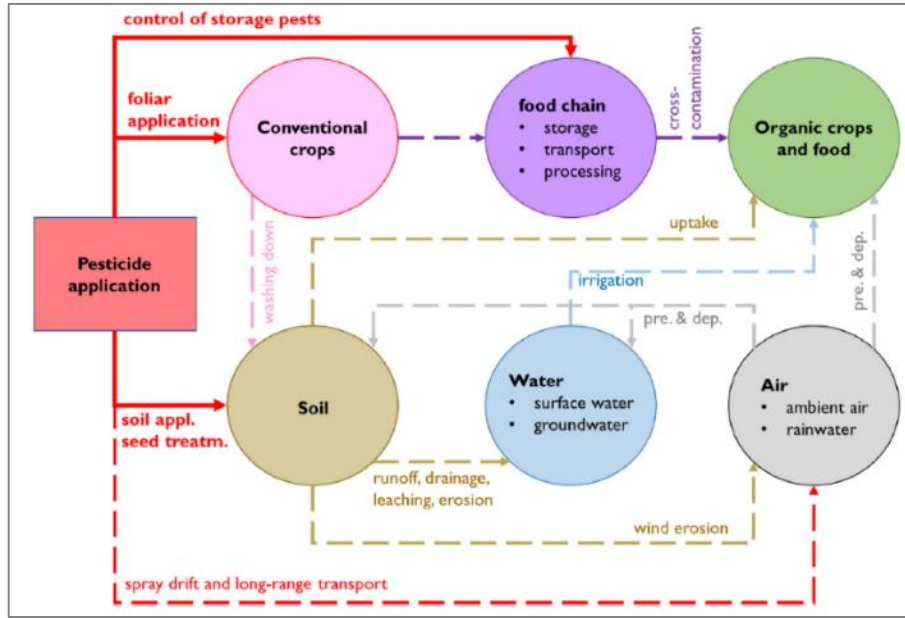 control of storage pests
foliar
application
Conventional
crops
food chain
• storage
• transport
• processing
cross-
contamination
Organic crops
and food
Pesticide
application
washing down
uptake
irrigation
pre. & dep.
pre. & dep.
Soil
Water
• surface water
• groundwater
Air
• ambient air
• rainwater
soil appl.
seed treatm.
runoff, drainage,
leaching, erosion
wind erosion
spray drift and long-range transport